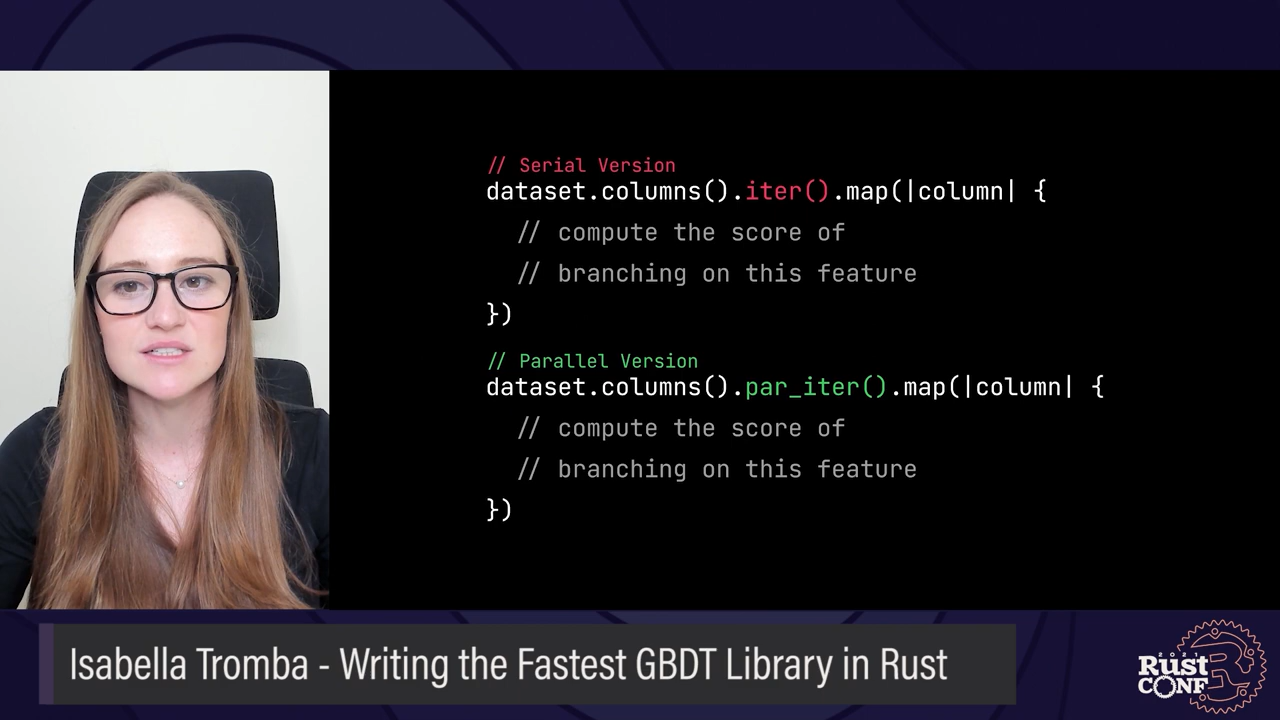 // Serial Version
dataset.columns().iter().map(|column| {
// compute the score of
// branching on this feature
})
// Parallel Version
dataset.columns().par_iter().map(|column| {
// compute the score of
// branching on this feature
})
Isabella Tromba - Writing the Fastest GBDT Library in Rust
Rust
CONF